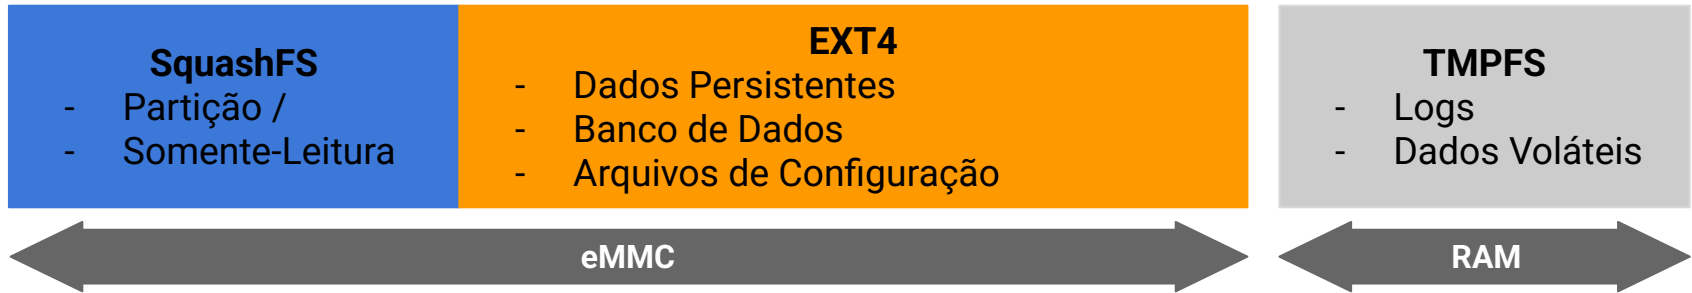 SquashFS
- Partição /
- Somente-Leitura
EXT4
- Dados Persistentes
- Banco de Dados
- Arquivos de Configuração
TMPFS
- Logs
- Dados Voláteis
eMMC
RAM